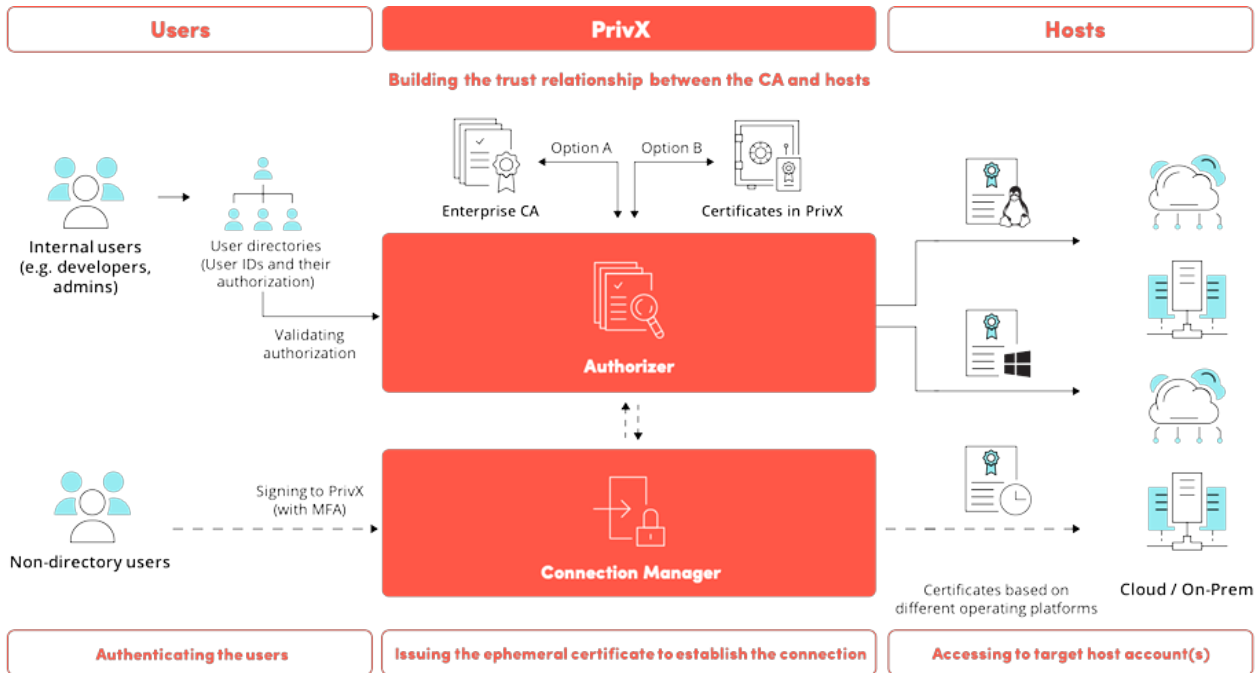 Users
PrivX
Hosts
Building the trust relationship between the CA and hosts
Option A
Option B
Enterprise CA
Certificates in PrivX
Internal users
(e.g. developers,
admins)
User directories
(User IDs and their
authorization)
Validating
authorization
Authorizer
Signing to PrivX
(with MFA)
Non-directory users
Connection Manager
Certificates based on
different operating platforms
Cloud / On-Prem
Authenticating the users
Issuing the ephemeral certificate to establish the connection
Accessing to target host account(s)